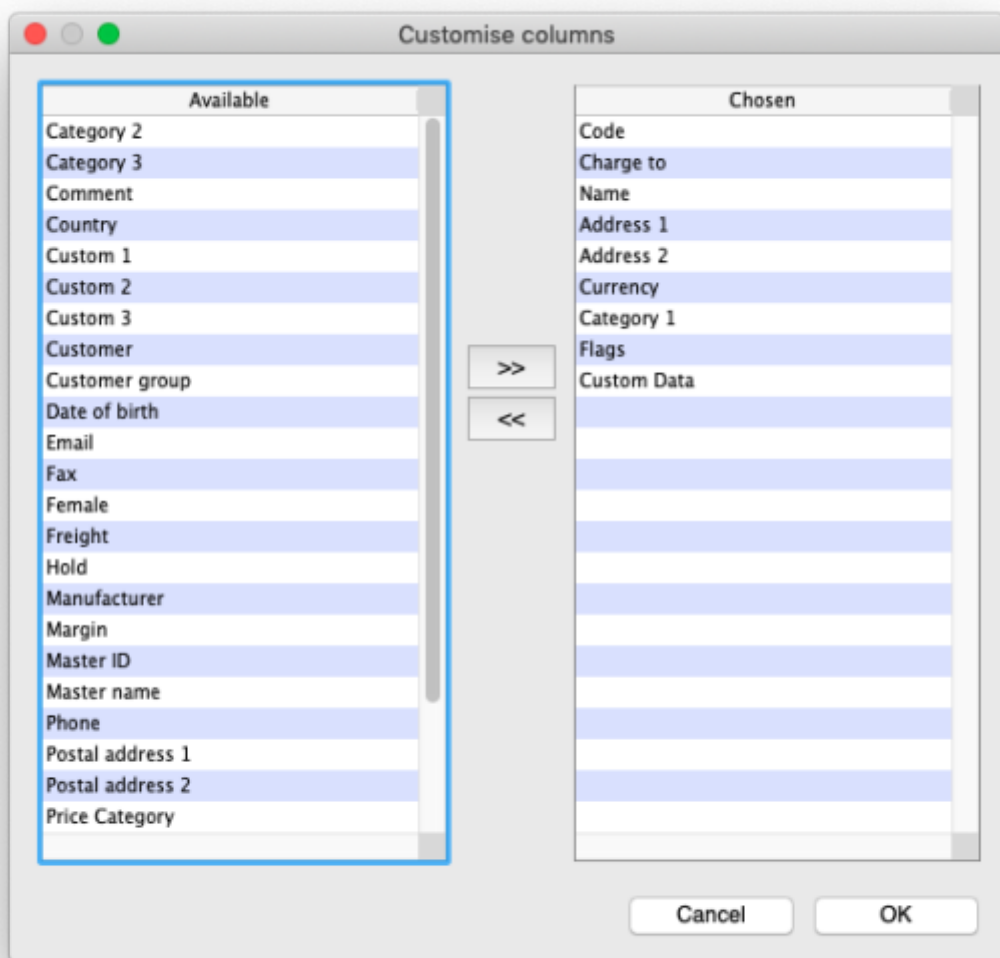 Customise columns
Available
Category 2
Category 3
Comment
Country
Custom 1
Custom 2
Custom 3
Customer
Customer group
Date of birth
Email
Fax
Female
Freight
Hold
Manufacturer
Margin
Master ID
Master name
Phone
Postal address 1
Postal address 2
Price Category
>>
<<
Chosen
Code
Charge to
Name
Address 1
Address 2
Currency
Category 1
Flags
Custom Data
Cancel
OK